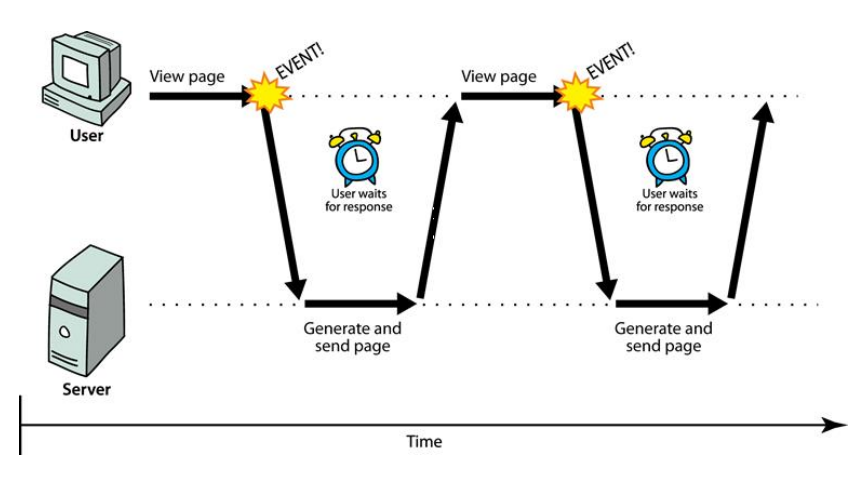 EVENT!
EVENT!
View page
View page
User
User waits
for response
User waits
for response
Generate and
send page
Generate and
send page
Server
Time